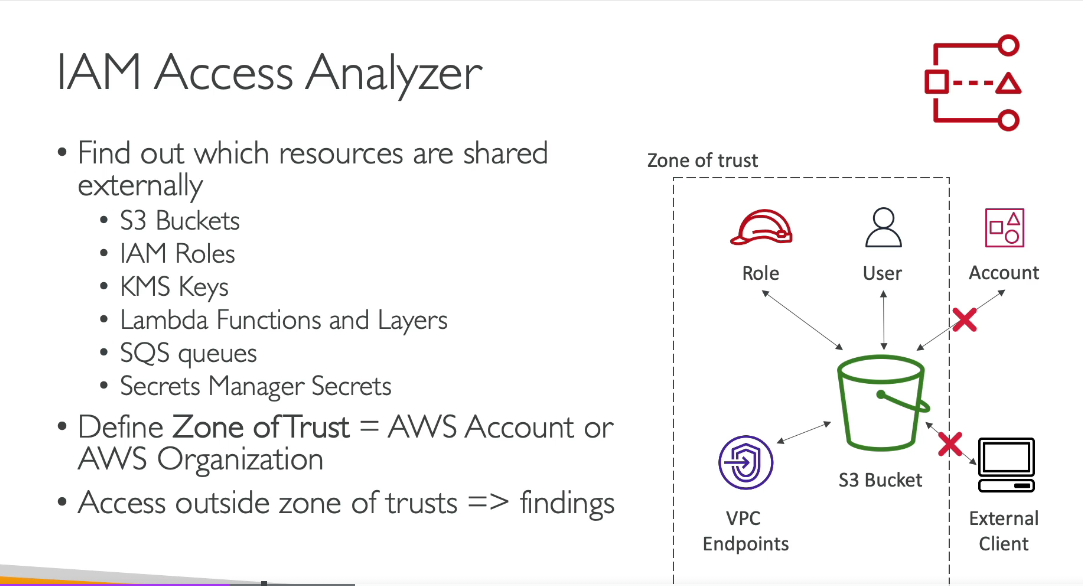 IAM Access Analyzer
• Find out which resources are shared
externally
• S3 Buckets
• IAM Roles
• KMS Keys
• Lambda Functions and Layers
• SQS queues
• Secrets Manager Secrets
• Define Zone of Trust = AWS Account or
AWS Organization
• Access outside zone of trusts => findings
Zone of trust
Role
User
Account
S3 Bucket
VPC
Endpoints
External
Client